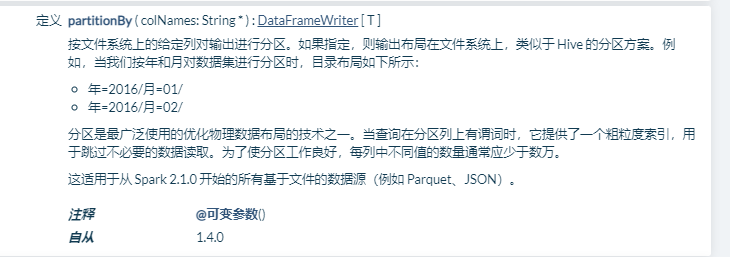 定义 partitionBy ( colNames: String * ) : DataFrameWriter [ T ]
按文件系统上的给定列对输出进行分区。如果指定，则输出布局在文件系统上，类似于 Hive 的分区方案。例
如，当我们按年和月对数据集进行分区时，目录布局如下所示：
年=2016/月=01/
年=2016/月=02/
分区是最广泛使用的优化物理数据布局的技术之一。当查询在分区列上有谓词时，它提供了一个粗粒度索引，用
于跳过不必要的数据读取。为了使分区工作良好，每列中不同值的数量通常应少于数万。
这适用于从 Spark 2.1.0 开始的所有基于文件的数据源（例如 Parquet、JSON）。
注释 @可变参数()
自从 1.4.0